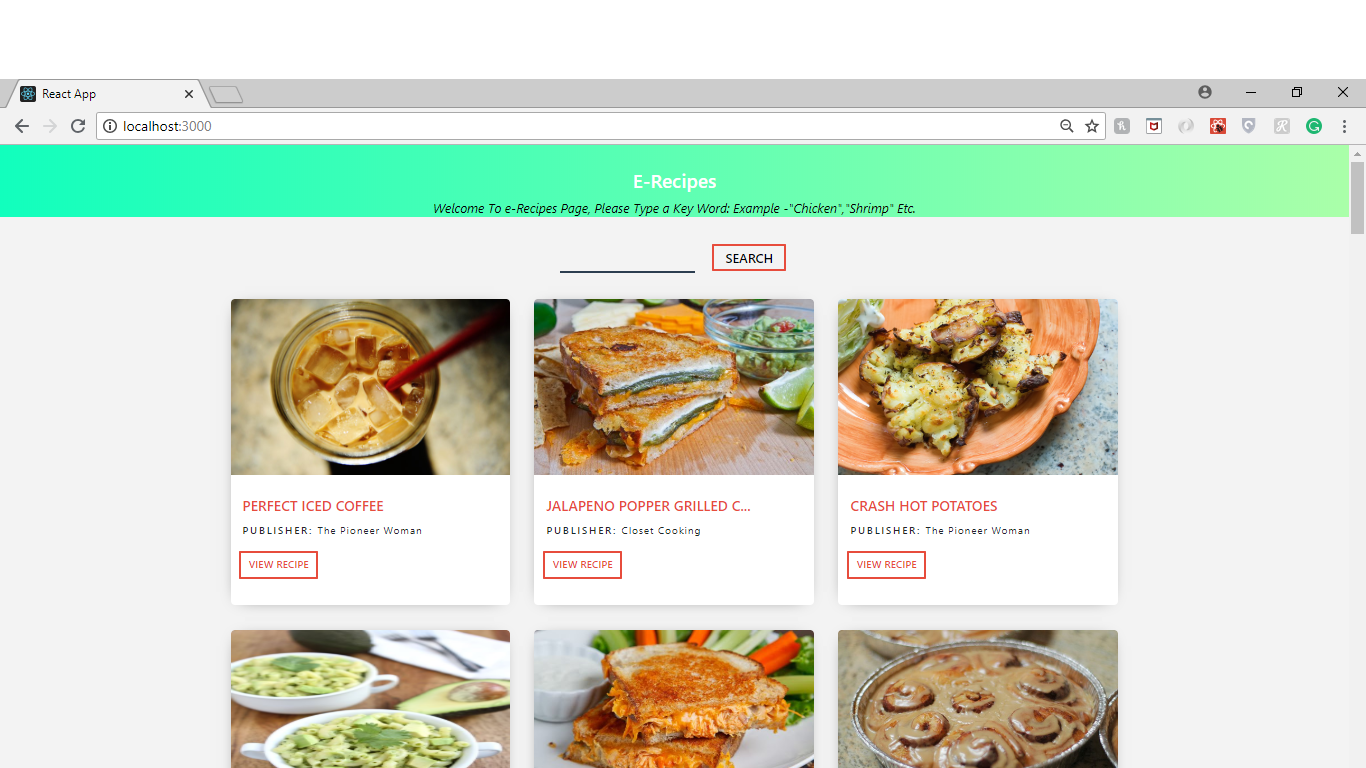 React App
localhost:3000
E-Recipes
Welcome To e-Recipes Page, Please Type a Key Word: Example -"Chicken","Shrimp" Etc.
SEARCH
PERFECT ICED COFFEE
PUBLISHER: The Pioneer Woman
VIEW RECIPE
JALAPENO POPPER GRILLED C...
PUBLISHER: Closet Cooking
VIEW RECIPE
CRASH HOT POTATOES
PUBLISHER: The Pioneer Woman
VIEW RECIPE